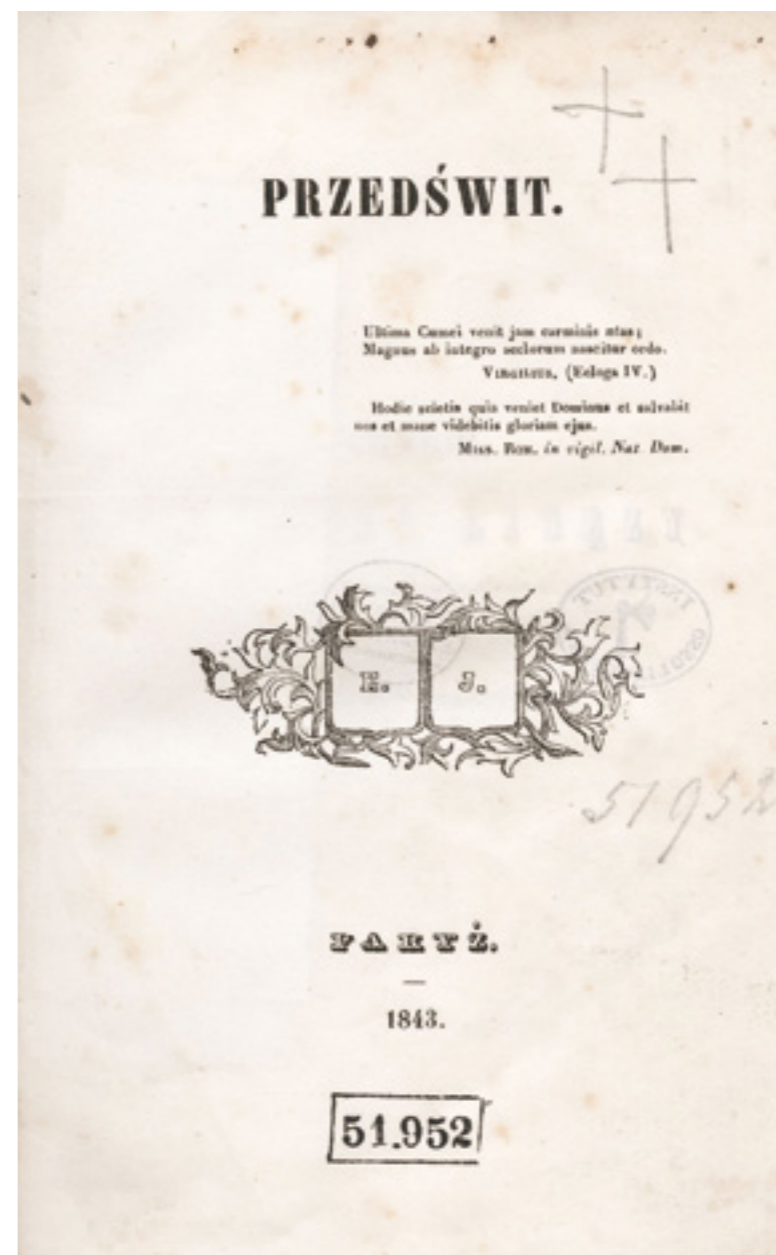 PRZEDŚWIT.
Ultima Cumei venit jam carminis ætas;
Magnus ab integro seclorum nascitur ordo.
VIRGILIUS, (Ecloga IV.)
Hodie scietis quia veniet Dominus et salvabit
nos et mane videbitis gloriam ejus.
MISS. ROM. in vigil. Nat. Dom.
INSTYTUT
J.
PARYŻ.
1843.
51952
51.952